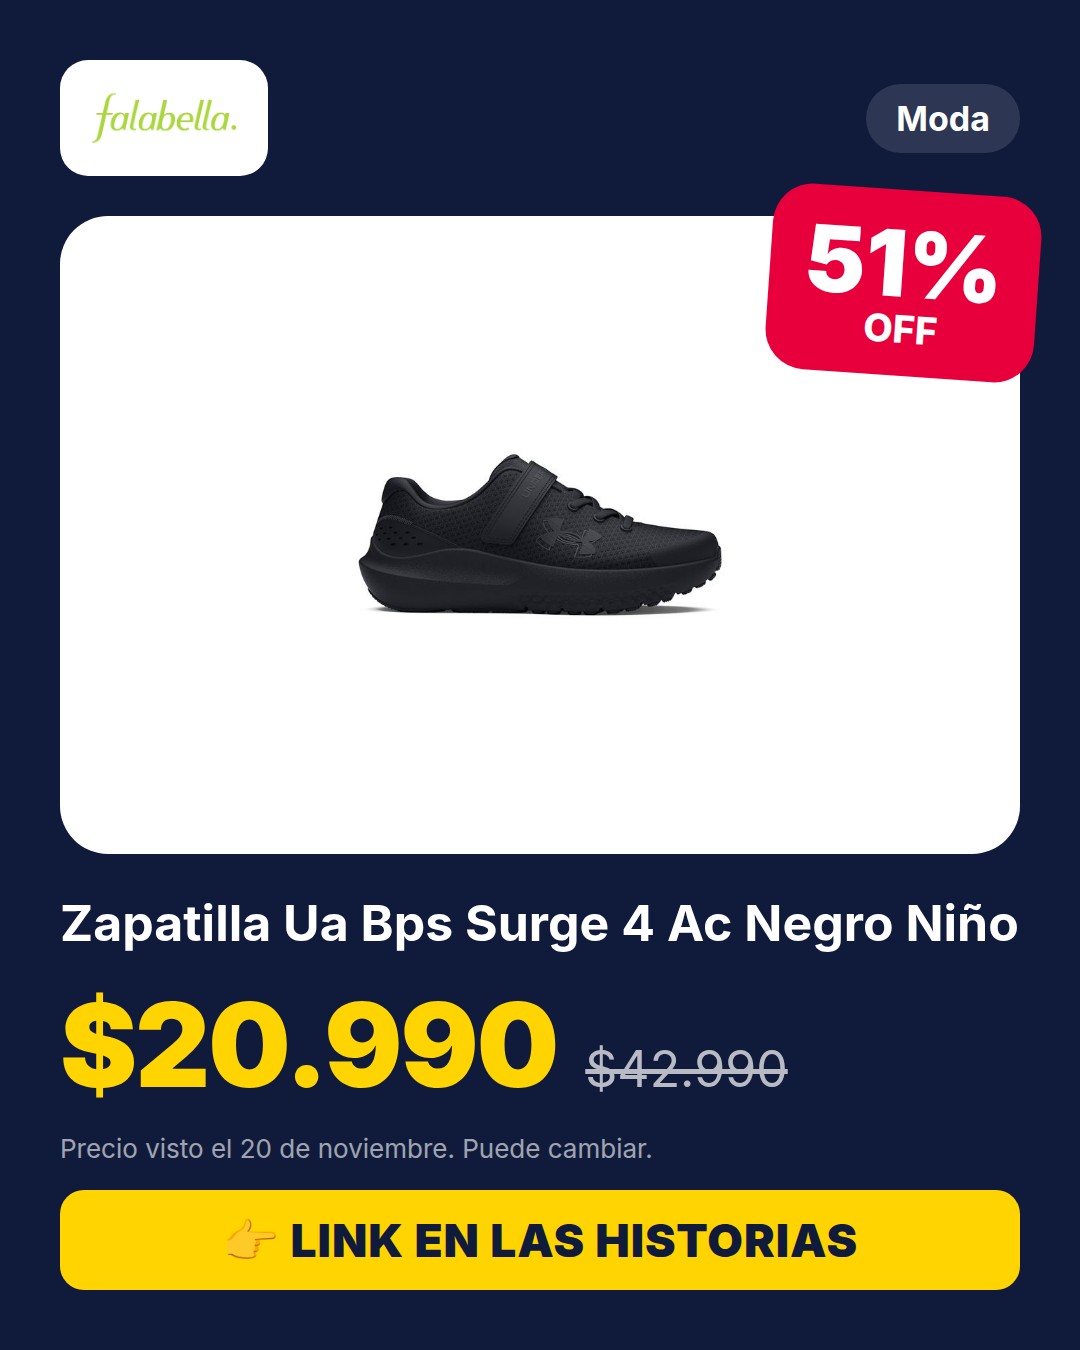 falabella.
Moda
51%
OFF
Zapatilla Ua Bps Surge 4 Ac Negro Niño
$20.990 $42.990
Precio visto el 20 de noviembre. Puede cambiar.
👉 LINK EN LAS HISTORIAS